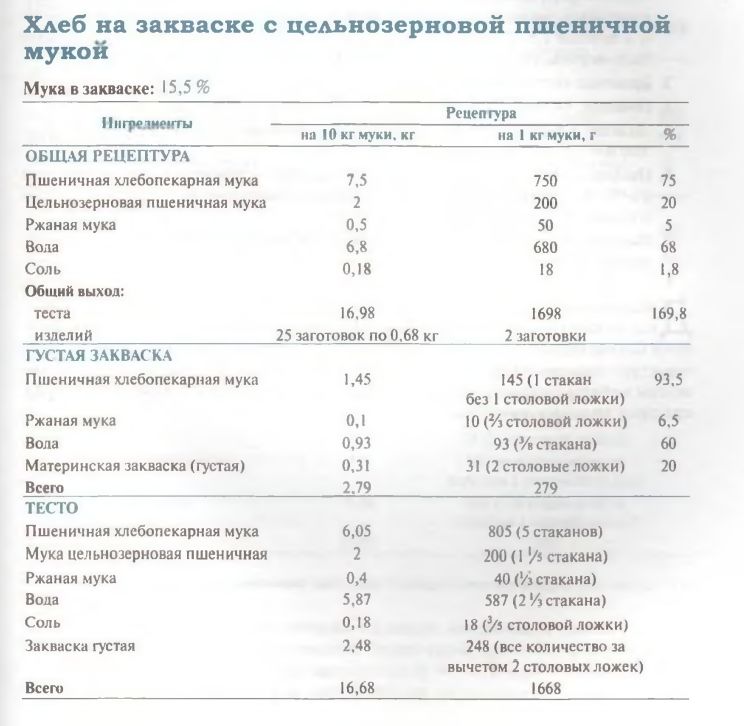 Хлеб на закваске с цельнозерновой пшеничной
мукой
Мука в закваске: 15,5 %
Ингредиенты
Рецептура
на 10 кг муки, кг на 1 кг муки, г %
ОБЩАЯ РЕЦЕПТУРА
Пшеничная хлебопекарная мука 7,5 750 75
Цельнозерновая пшеничная мука 2 200 20
Ржаная мука 0,5 50 5
Вода 6,8 680 68
Соль 0,18 18 1,8
Общий выход:
теста 16,98 1698 169,8
изделий 25 заготовок по 0,68 кг 2 заготовки
ГУСТАЯ ЗАКВАСКА
Пшеничная хлебопекарная мука 1,45 145 (1 стакан 93,5
без 1 столовой ложки)
Ржаная мука 0,1 10 (⅔ столовой ложки) 6,5
Вода 0,93 93 (⅜ стакана) 60
Материнская закваска (густая) 0,31 31 (2 столовые ложки) 20
Всего 2,79 279
ТЕСТО
Пшеничная хлебопекарная мука 6,05 805 (5 стаканов)
Мука цельнозерновая пшеничная 2 200 (1 ⅕ стакана)
Ржаная мука 0,4 40 (⅓ стакана)
Вода 5,87 587 (2 ⅓ стакана)
Соль 0,18 18 (⅗ столовой ложки)
Закваска густая 2,48 248 (все количество за
вычетом 2 столовых ложек)
Всего 16,68 1668